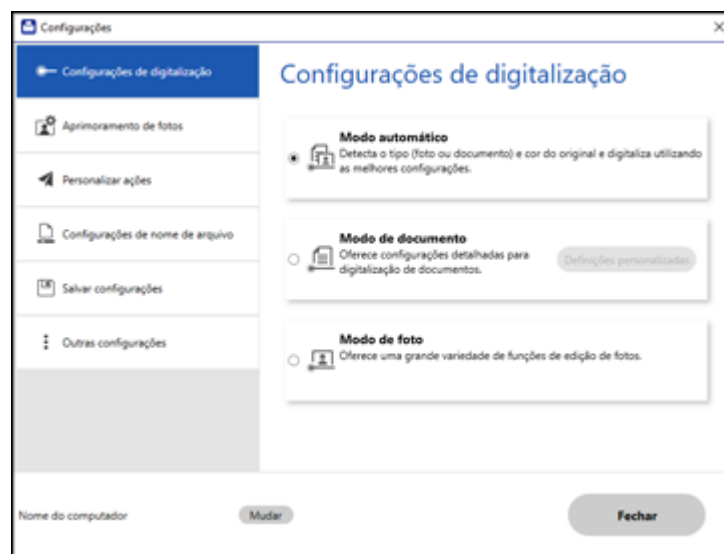 Configurações
Configurações de digitalização
Aprimoramento de fotos
Personalizar ações
Configurações de nome de arquivo
Salvar configurações
Outras configurações
Configurações de digitalização
Modo automático
Detecta o tipo (foto ou documento) e cor do original e digitaliza utilizando
as melhores configurações.
Modo de documento
Oferece configurações detalhadas para
digitalização de documentos.
Definições personalizadas
Modo de foto
Oferece uma grande variedade de funções de edição de fotos.
Nome do computador
Mudar
Fechar